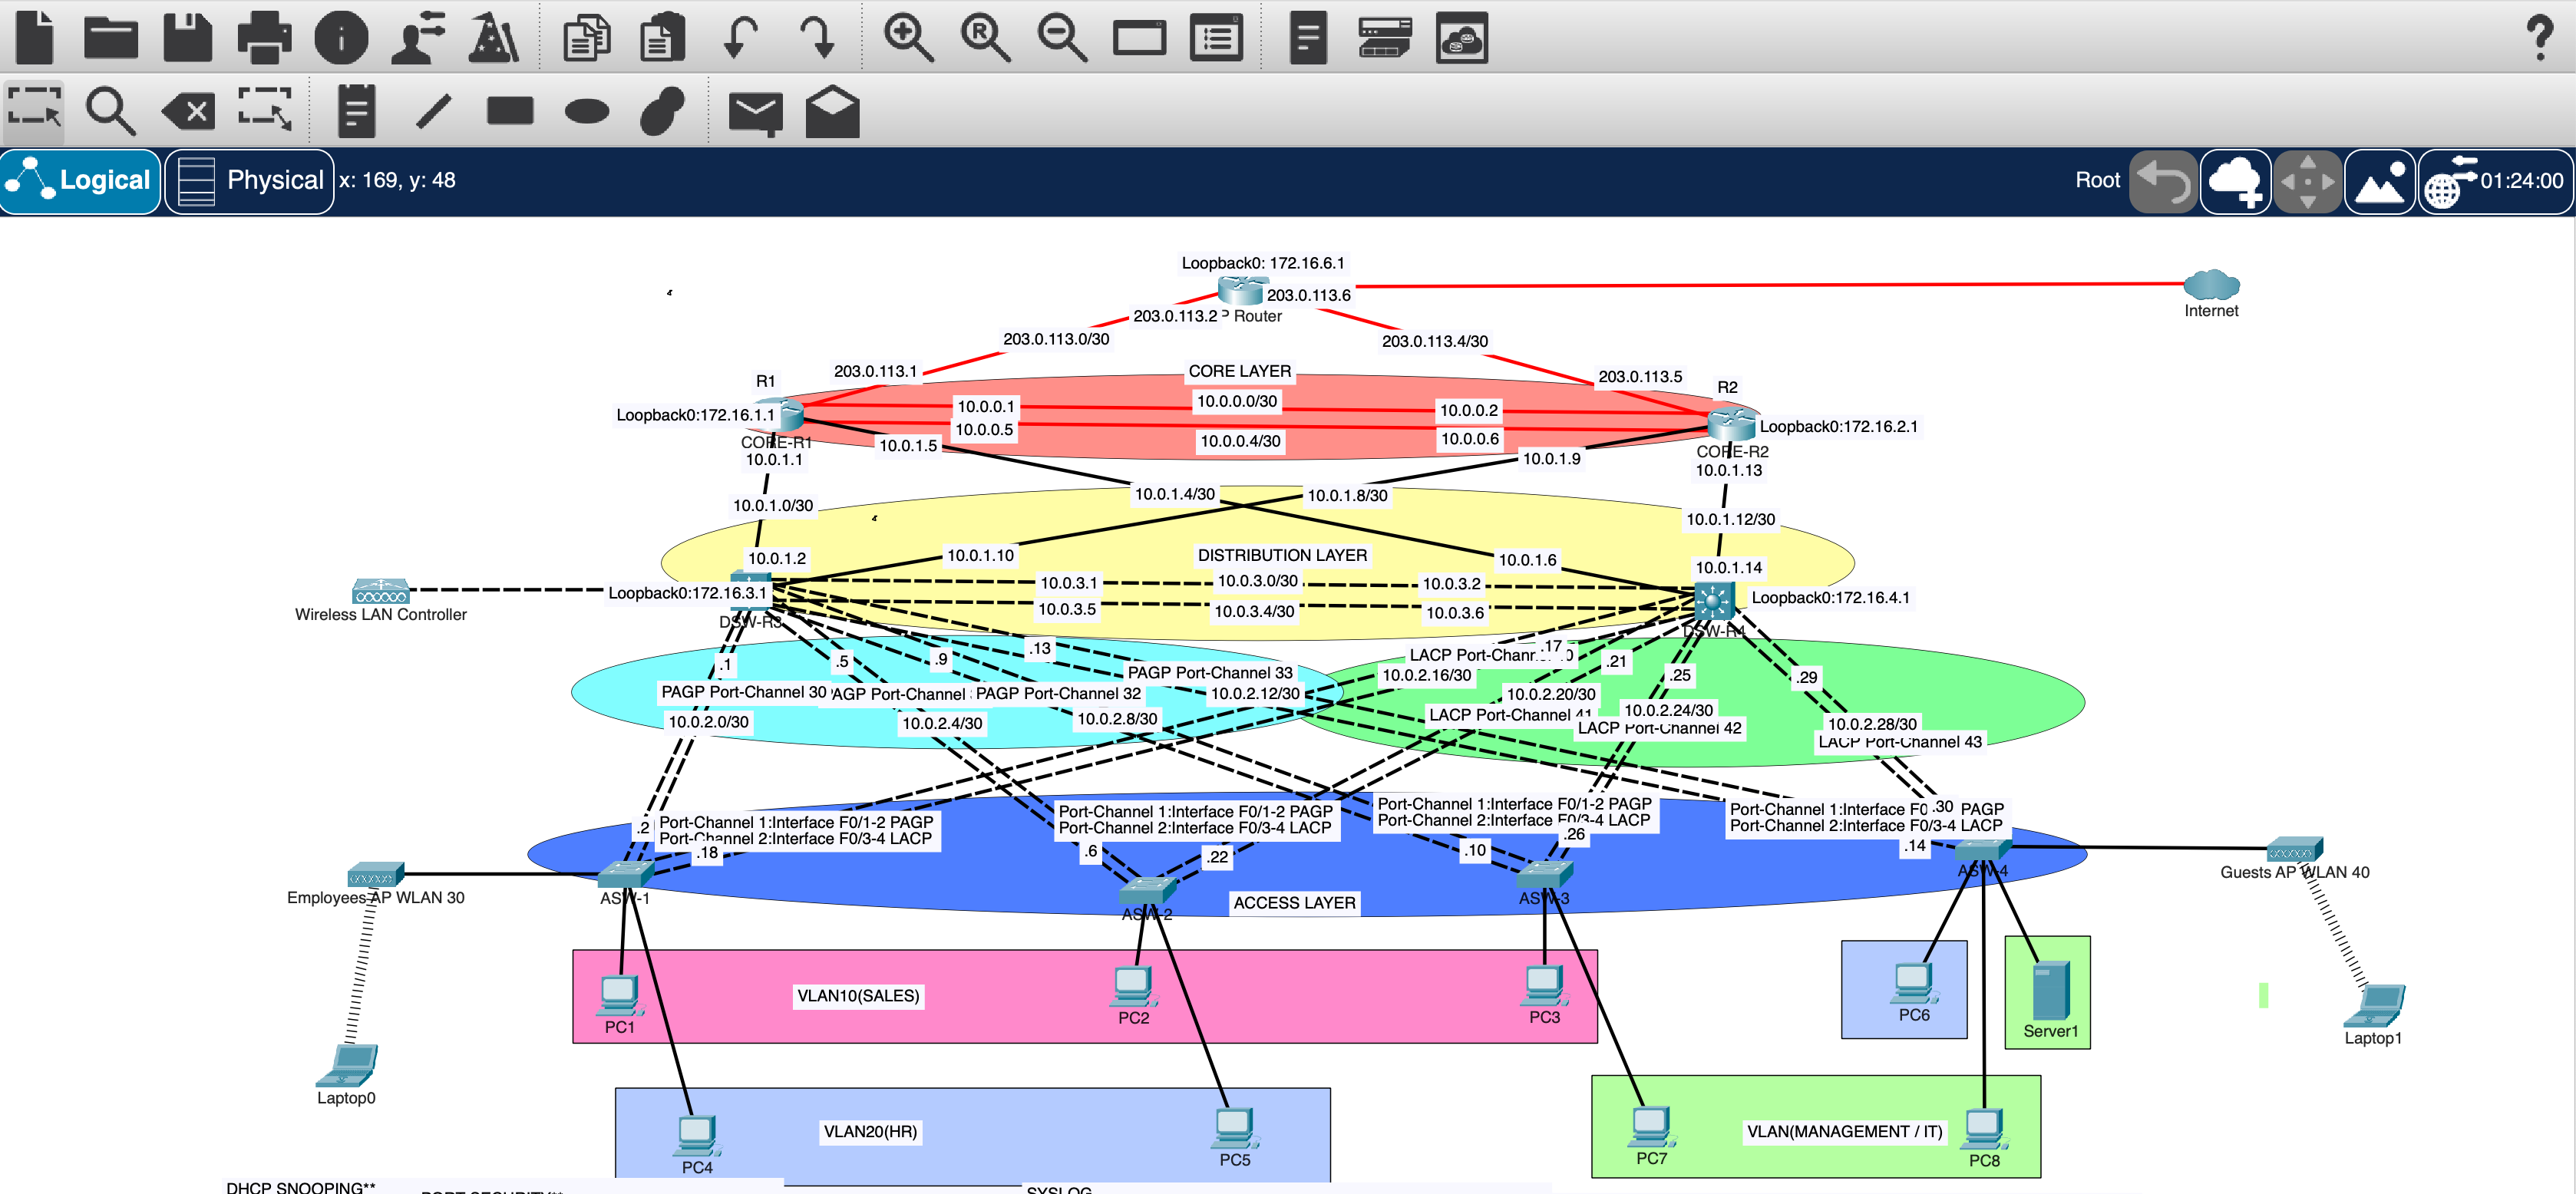 Logical
Physical
x: 169, y: 48
Root
01:24:00
Loopback0: 172.16.6.1
203.0.113.6
203.0.113.2
P Router
Internet
203.0.113.0/30
203.0.113.4/30
203.0.113.1
CORE LAYER
203.0.113.5
R1
R2
Loopback0:172.16.1.1
10.0.0.1
10.0.0.0/30
10.0.0.2
Loopback0:172.16.2.1
10.0.0.5
10.0.0.4/30
10.0.0.6
CORE-R1
10.0.1.5
10.0.1.9
CORE-R2
10.0.1.1
10.0.1.13
10.0.1.4/30
10.0.1.8/30
10.0.1.0/30
10.0.1.12/30
10.0.1.2
10.0.1.10
DISTRIBUTION LAYER
10.0.1.6
10.0.1.14
10.0.3.1
10.0.3.0/30
10.0.3.2
Loopback0:172.16.3.1
Loopback0:172.16.4.1
10.0.3.5
10.0.3.4/30
10.0.3.6
Wireless LAN Controller
DSW-R3
DSW-R4
.1
.5
.9
.13
.17
LACP Port-Chann
.21
.25
.29
PAGP Port-Channel 33
10.0.2.16/30
PAGP Port-Channel 30
PAGP Port-Channel
PAGP Port-Channel 32
10.0.2.12/30
10.0.2.20/30
10.0.2.0/30
10.0.2.4/30
10.0.2.8/30
LACP Port-Channel 41
10.0.2.24/30
LACP Port-Channel 42
10.0.2.28/30
LACP Port-Channel 43
.2
Port-Channel 1:Interface F0/1-2 PAGP
Port-Channel 2:Interface F0/3-4 LACP
.18
Port-Channel 1:Interface F0/1-2 PAGP
Port-Channel 2:Interface F0/3-4 LACP
.6
.22
Port-Channel 1:Interface F0/1-2 PAGP
Port-Channel 2:Interface F0/3-4 LACP
.10
.26
Port-Channel 1:Interface F0 .30 PAGP
Port-Channel 2:Interface F0/3-4 LACP
.14
Employees AP WLAN 30
ASW-1
ASW-2
ACCESS LAYER
ASW-3
ASW-4
Guests AP WLAN 40
VLAN10(SALES)
PC1
PC2
PC3
PC6
Server1
Laptop1
Laptop0
VLAN20(HR)
PC4
PC5
PC7
VLAN(MANAGEMENT / IT)
PC8
DHCP SNOOPING**
PORT SECURITY**
SYSLOG